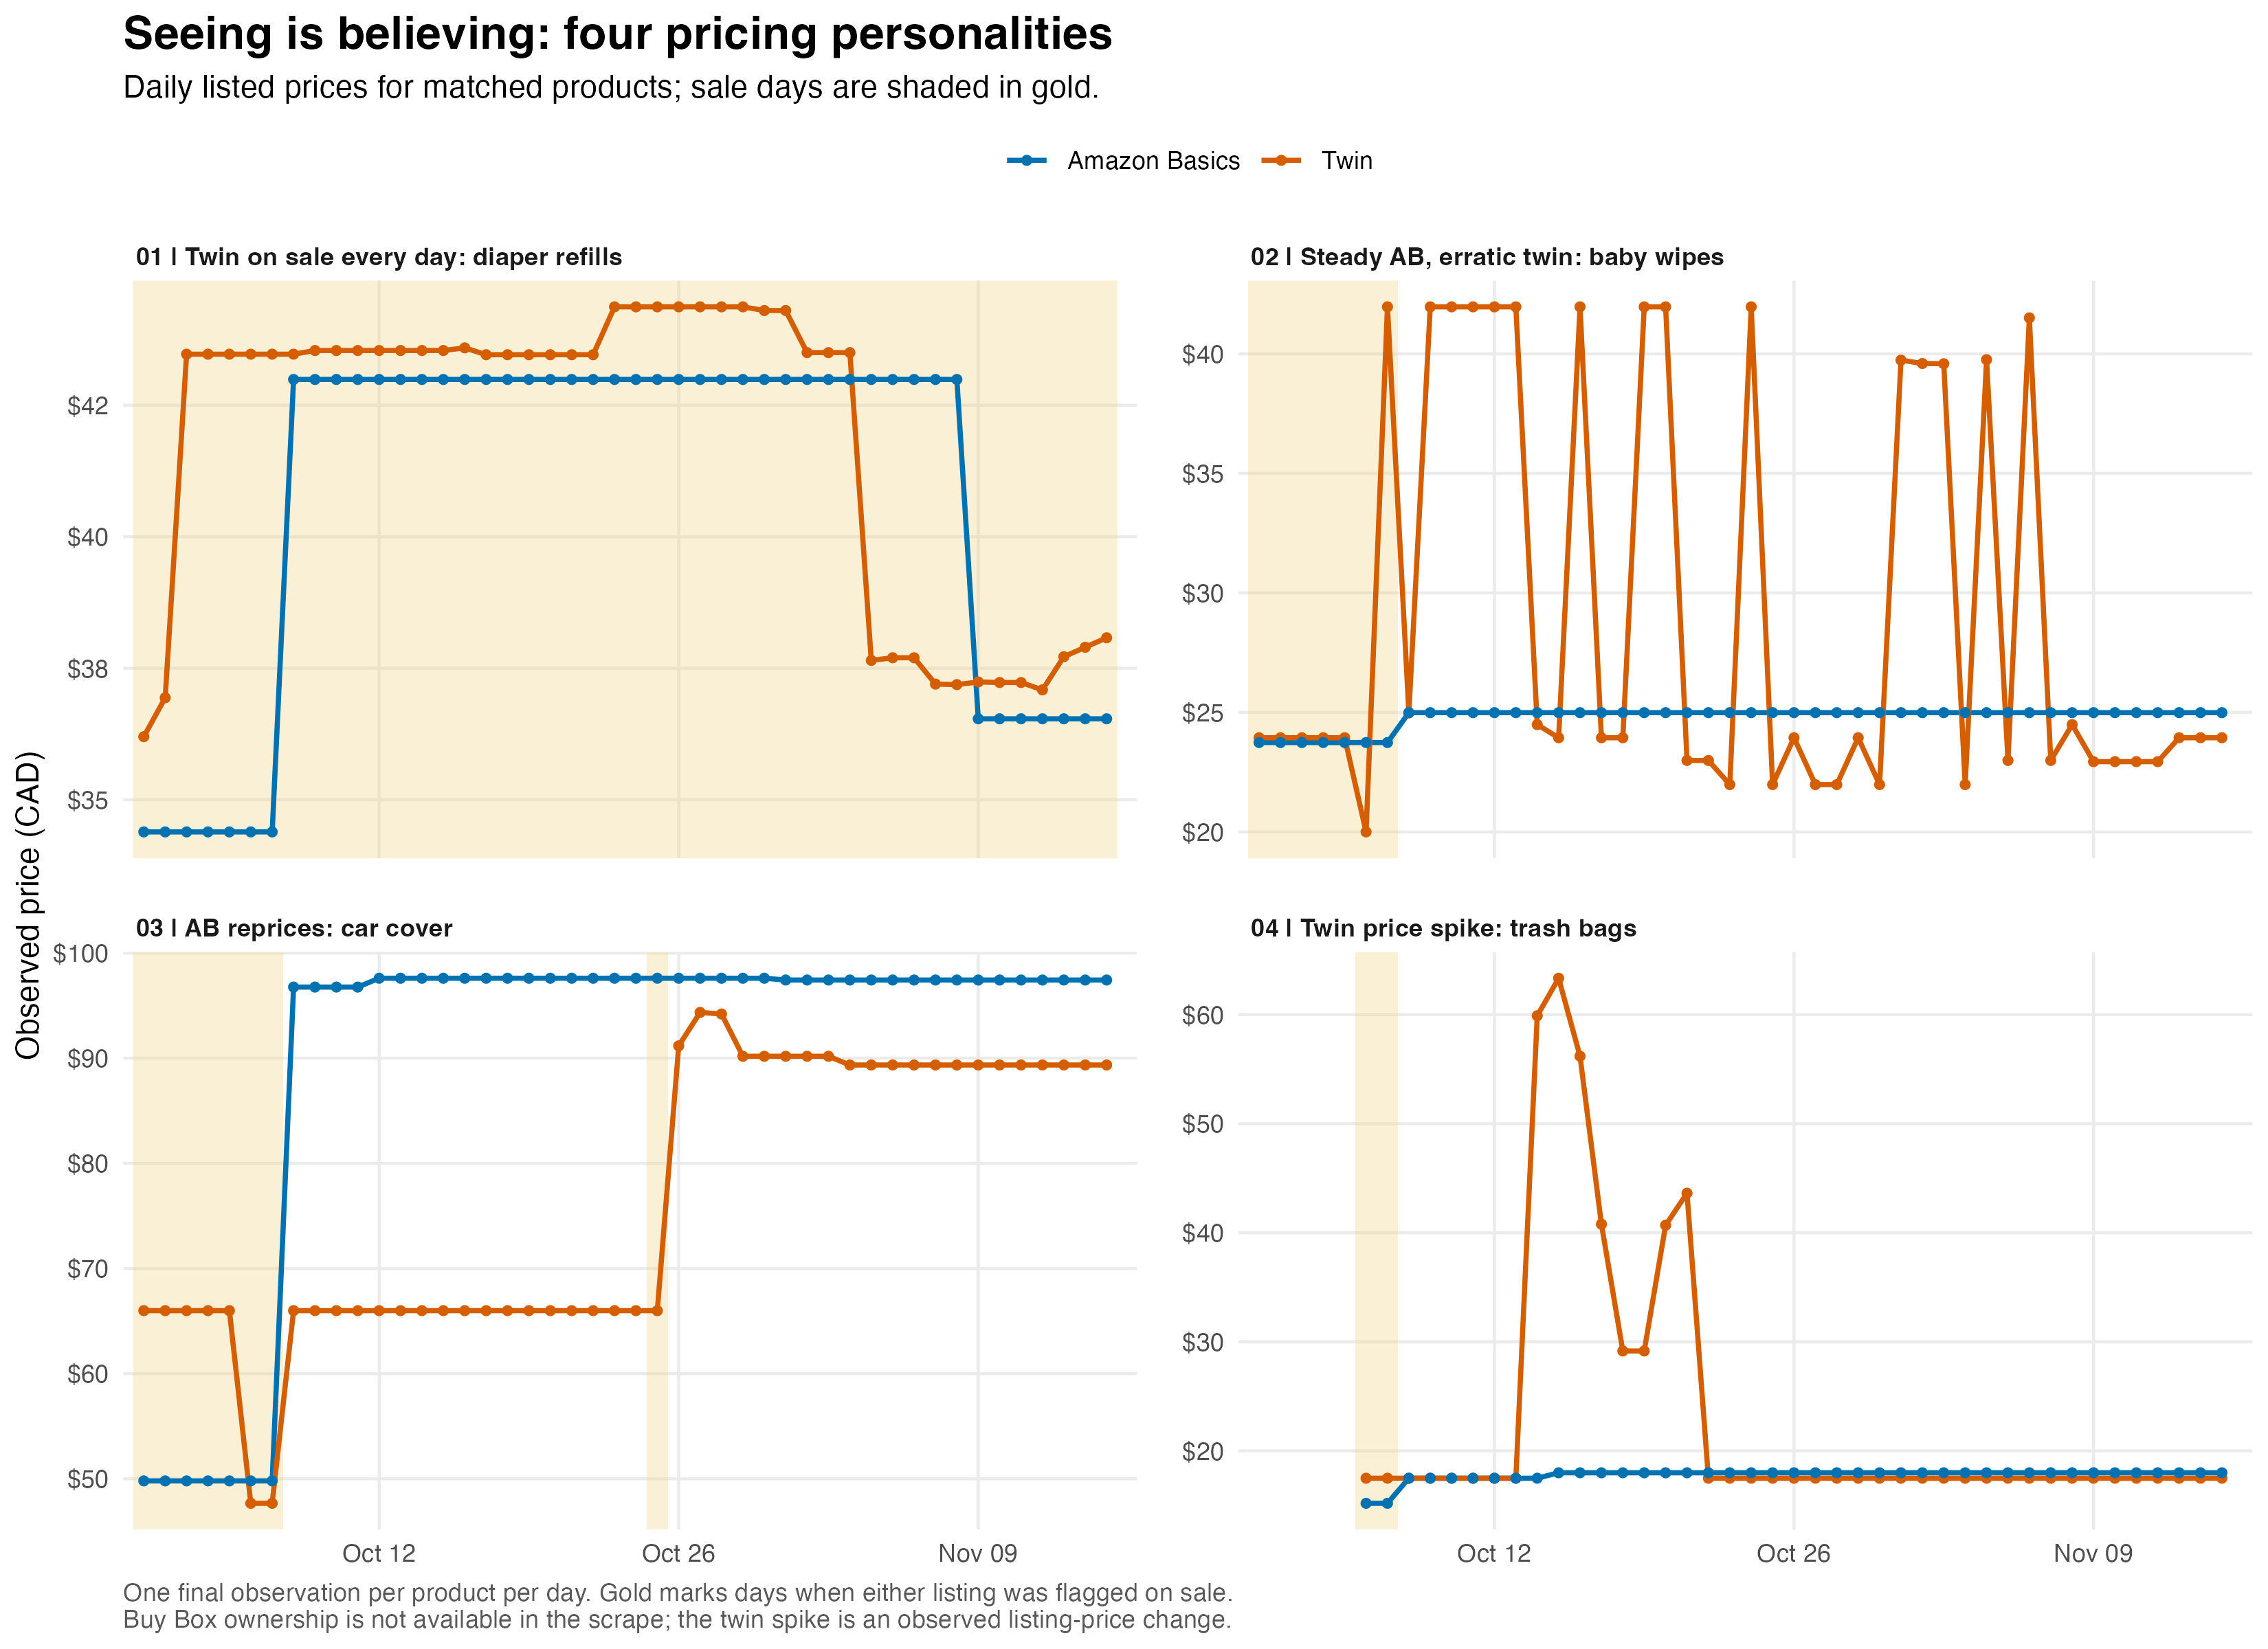 Seeing is believing: four pricing personalities
Daily listed prices for matched products; sale days are shaded in gold.
Amazon Basics
Twin
01 | Twin on sale every day: diaper refills
02 | Steady AB, erratic twin: baby wipes
$42
$40
$38
$35
$40
$35
$30
$25
$20
Observed price (CAD)
03 | AB reprices: car cover
04 | Twin price spike: trash bags
$100
$90
$80
$70
$60
$50
$60
$50
$40
$30
$20
Oct 12
Oct 26
Nov 09
Oct 12
Oct 26
Nov 09
One final observation per product per day. Gold marks days when either listing was flagged on sale.
Buy Box ownership is not available in the scrape; the twin spike is an observed listing-price change.